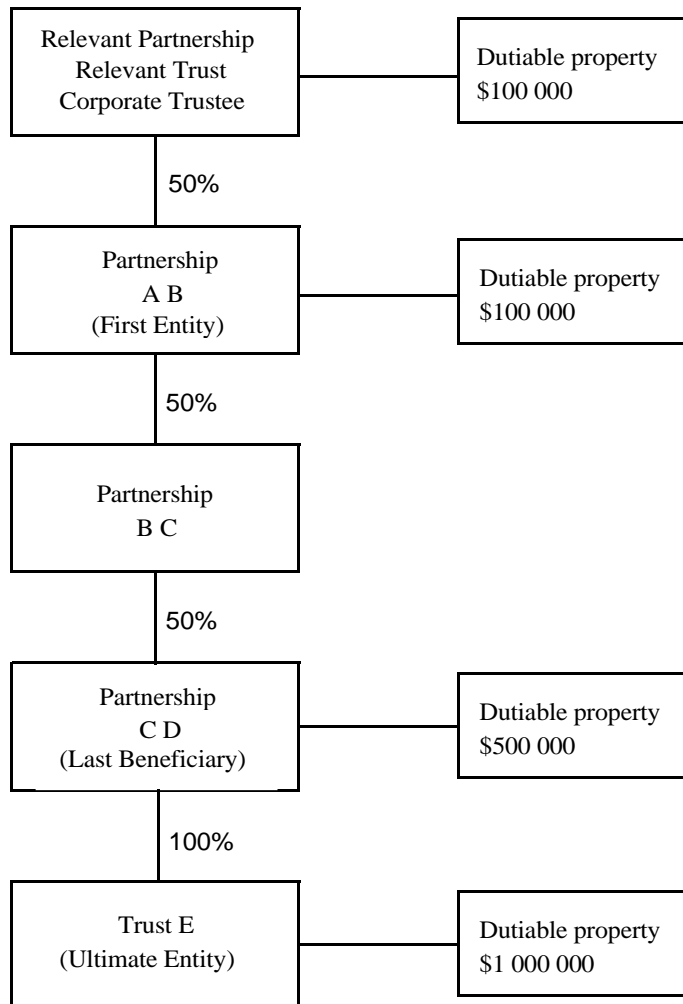 Relevant Partnership
Relevant Trust
Corporate Trustee
Dutiable property
$100 000
50%
Partnership
A B
(First Entity)
Dutiable property
$100 000
50%
Partnership
B C
50%
Partnership
C D
(Last Beneficiary)
Dutiable property
$500 000
100%
Trust E
(Ultimate Entity)
Dutiable property
$1 000 000